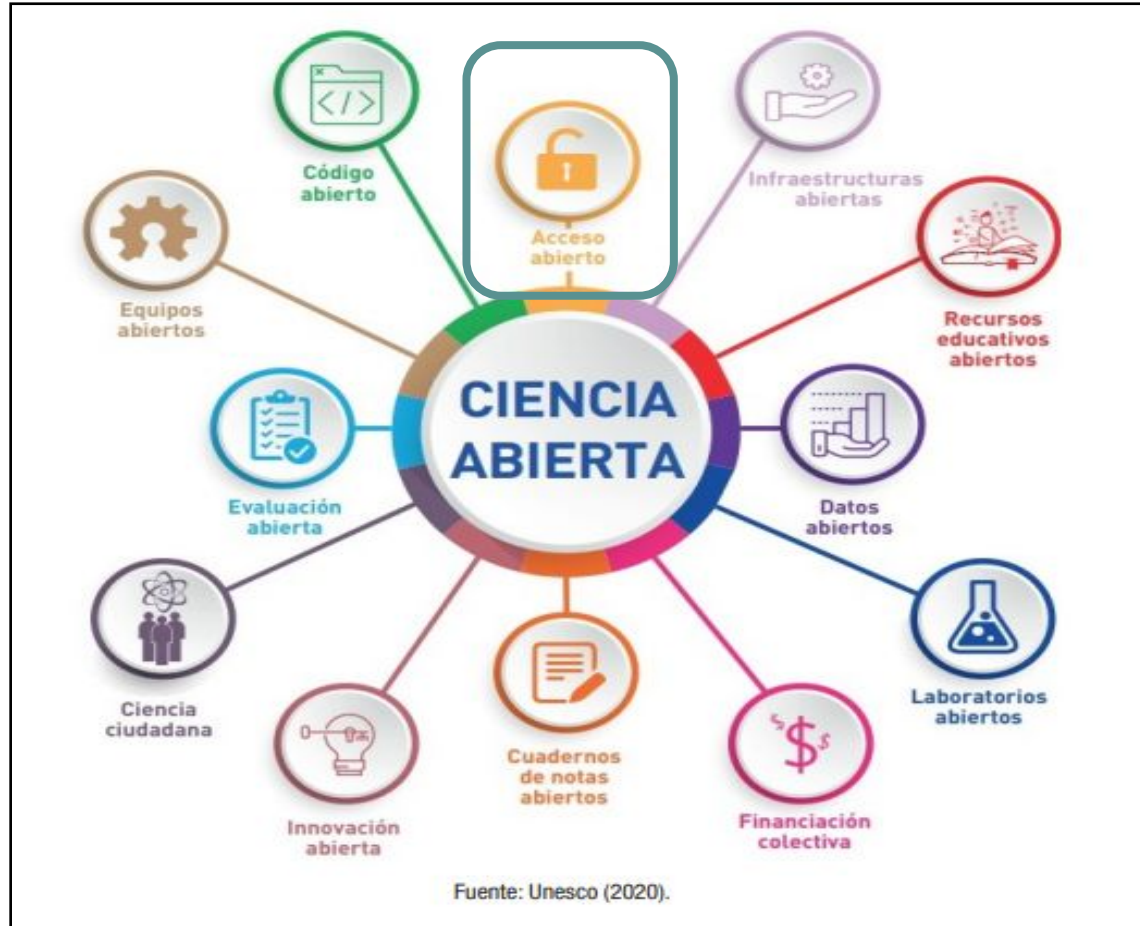 Código
abierto
Acceso
abierto
Infraestructuras
abiertas
Equipos
abiertos
Recursos
educativos
abiertos
CIENCIA
ABIERTA
Evaluación
abierta
Datos
abiertos
Ciencia
ciudadana
Laboratorios
abiertos
Innovación
abierta
Cuadernos
de notas
abiertos
Financiación
colectiva
Fuente: Unesco (2020).